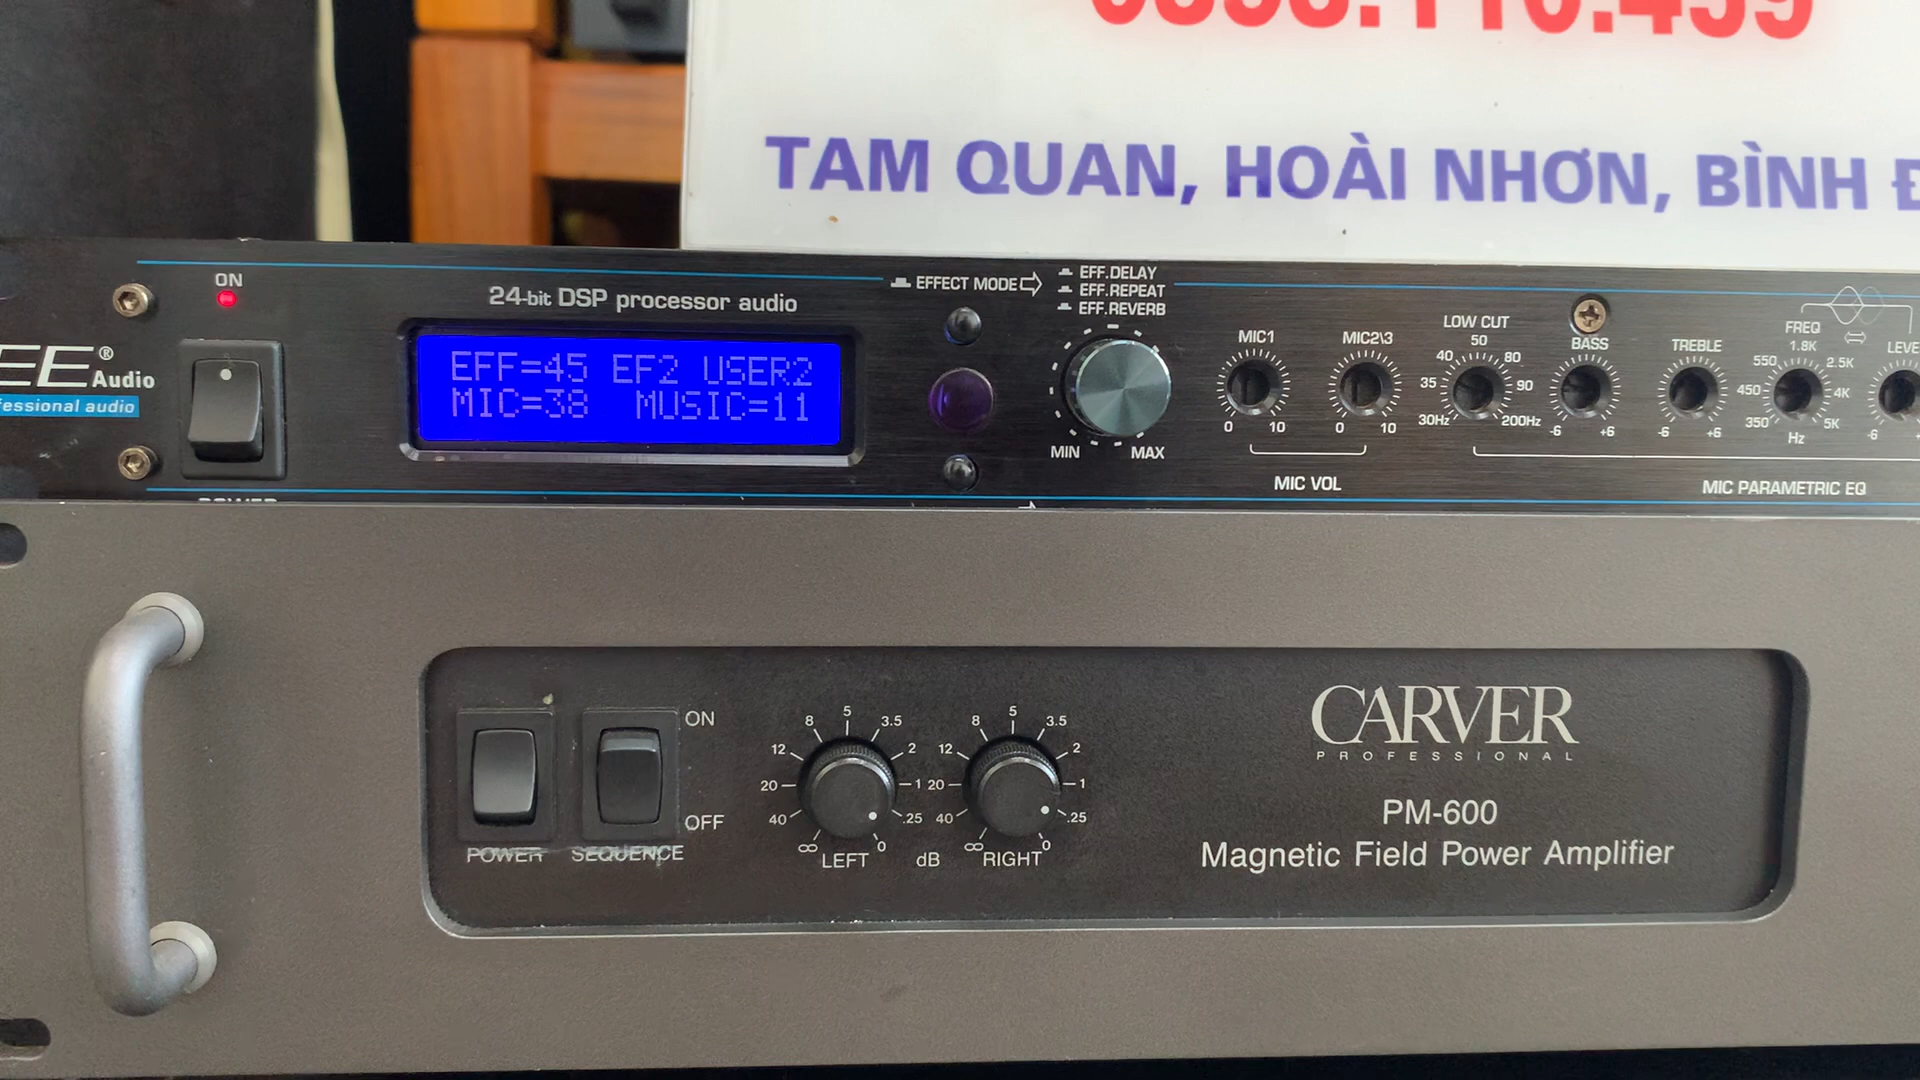 TAM QUAN, HOÀI NHƠN, BÌNH
ON
24-bit DSP processor audio
EFFECT MODE
EFF.DELAY
EFF.REPEAT
EFF.REVERB
EE® Audio
essional audio
EFF=45 EF2 USER2
MIC=38 MUSIC=11
MIN MAX
MIC1
0 10
MIC2\3
0 10
MIC VOL
LOW CUT
30Hz 35 40 50 80 90 200Hz
BASS
-6 +6
TREBLE
-6 +6
FREQ
350 450 550 1.8K 2.5K 4K 5K
Hz
LEVE
-6
MIC PARAMETRIC EQ
POWER
ON
OFF
POWER SEQUENCE
∞ 40 20 12 8 5 3.5 2 1 .25 0
LEFT
dB
∞ 40 20 12 8 5 3.5 2 1 .25 0
RIGHT
CARVER
PROFESSIONAL
PM-600
Magnetic Field Power Amplifier